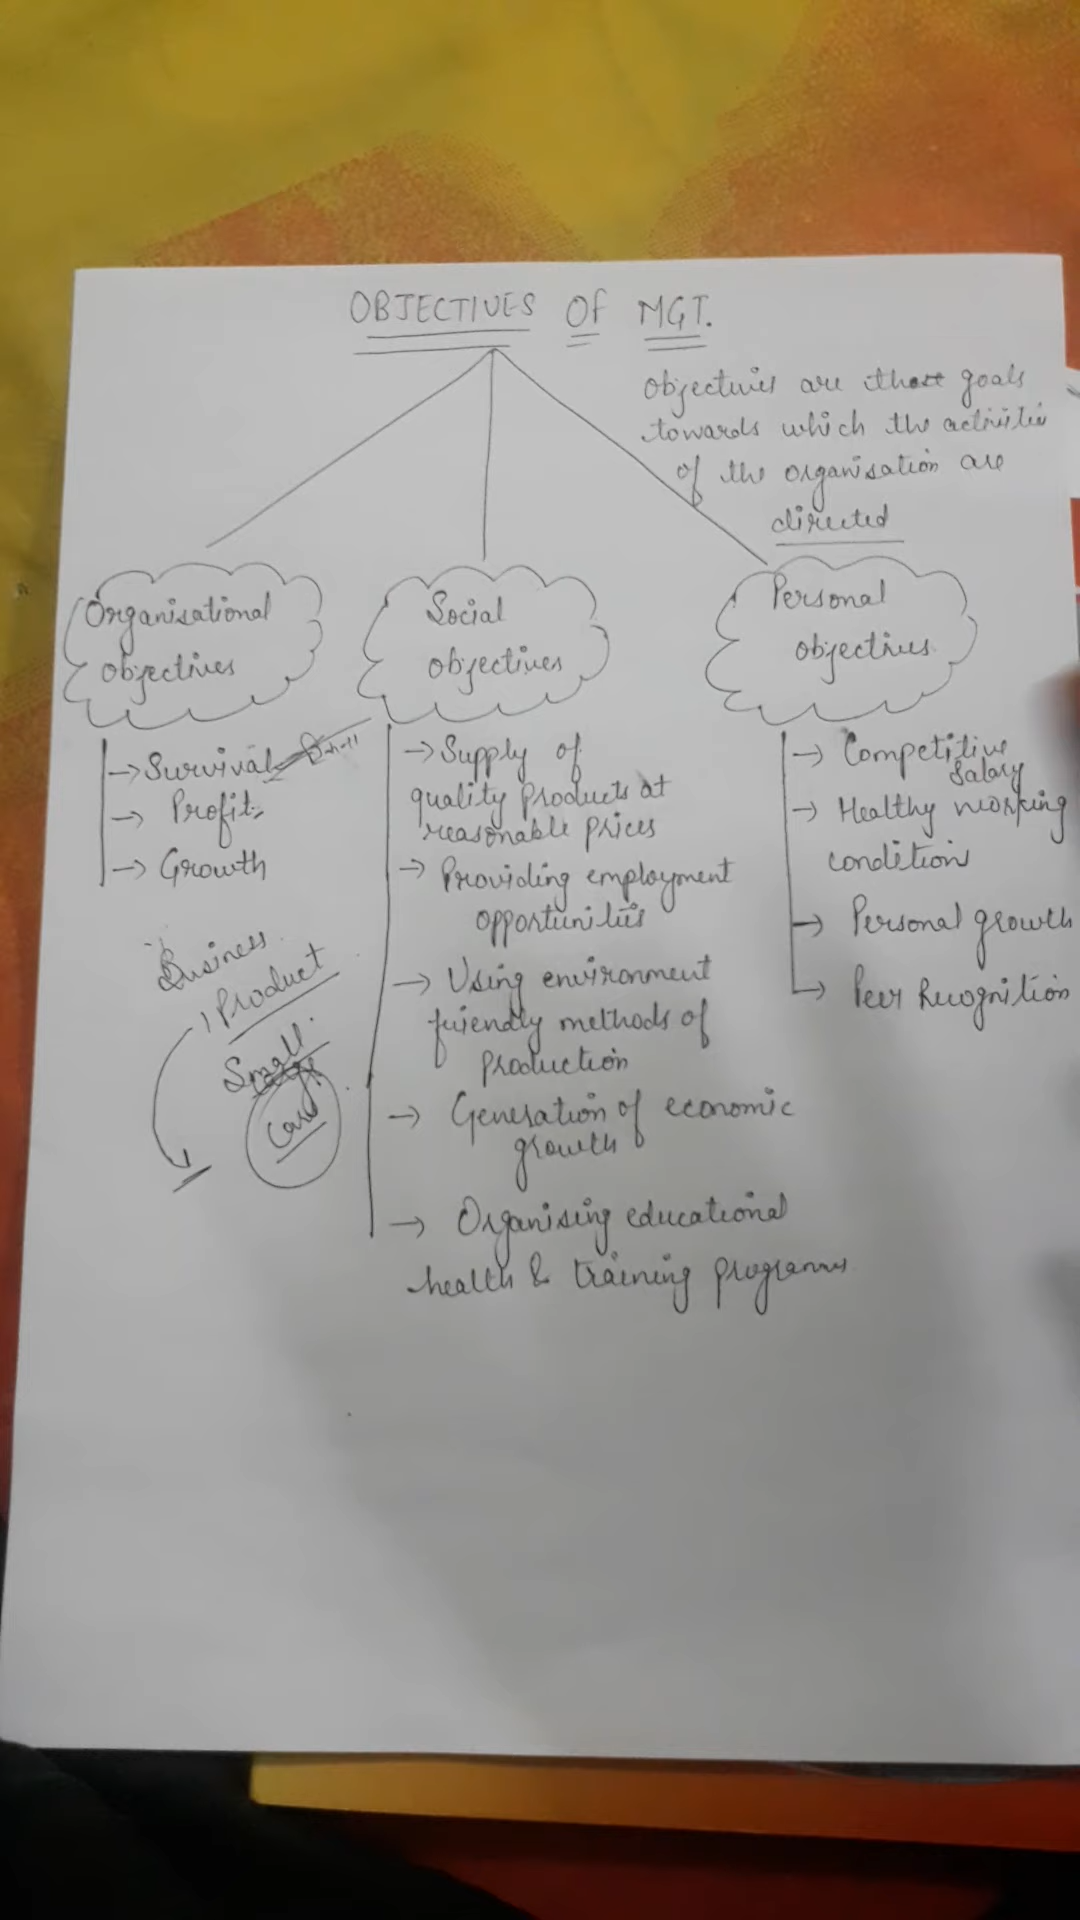 OBJECTIVES OF MGT.
Objectives are those goals
towards which the activities
of the organisation are
directed
Organisational
objectives
Social
objectives
Personal
objectives
→ Survival
→ Profit
→ Growth
Business
1 Product
Small
→ Supply of
quality products at
reasonable prices
→ Providing employment
opportunities
→ Using environment
friendly methods of
production
→ Generation of economic
growth
→ Organising educational
health & training programs
→ Competitive
salary
→ Healthy working
condition
→ Personal growth
→ Peer Recognition